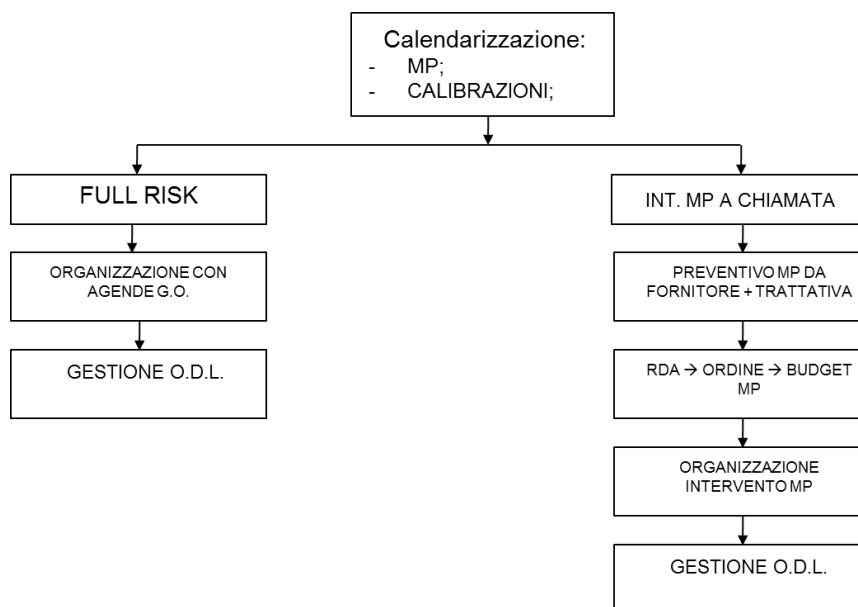 Calendarizzazione:
- MP;
- CALIBRAZIONI;
FULL RISK
ORGANIZZAZIONE CON
AGENDE G.O.
GESTIONE O.D.L.
INT. MP A CHIAMATA
PREVENTIVO MP DA
FORNITORE + TRATTATIVA
RDA → ORDINE → BUDGET
MP
ORGANIZZAZIONE
INTERVENTO MP
GESTIONE O.D.L.